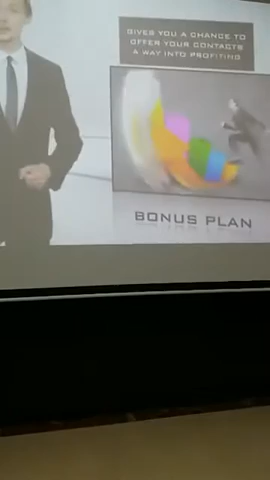 GIVES YOU A CHANCE TO
OFFER YOUR CONTACTS
A WAY INTO PROFITING
BONUS PLAN